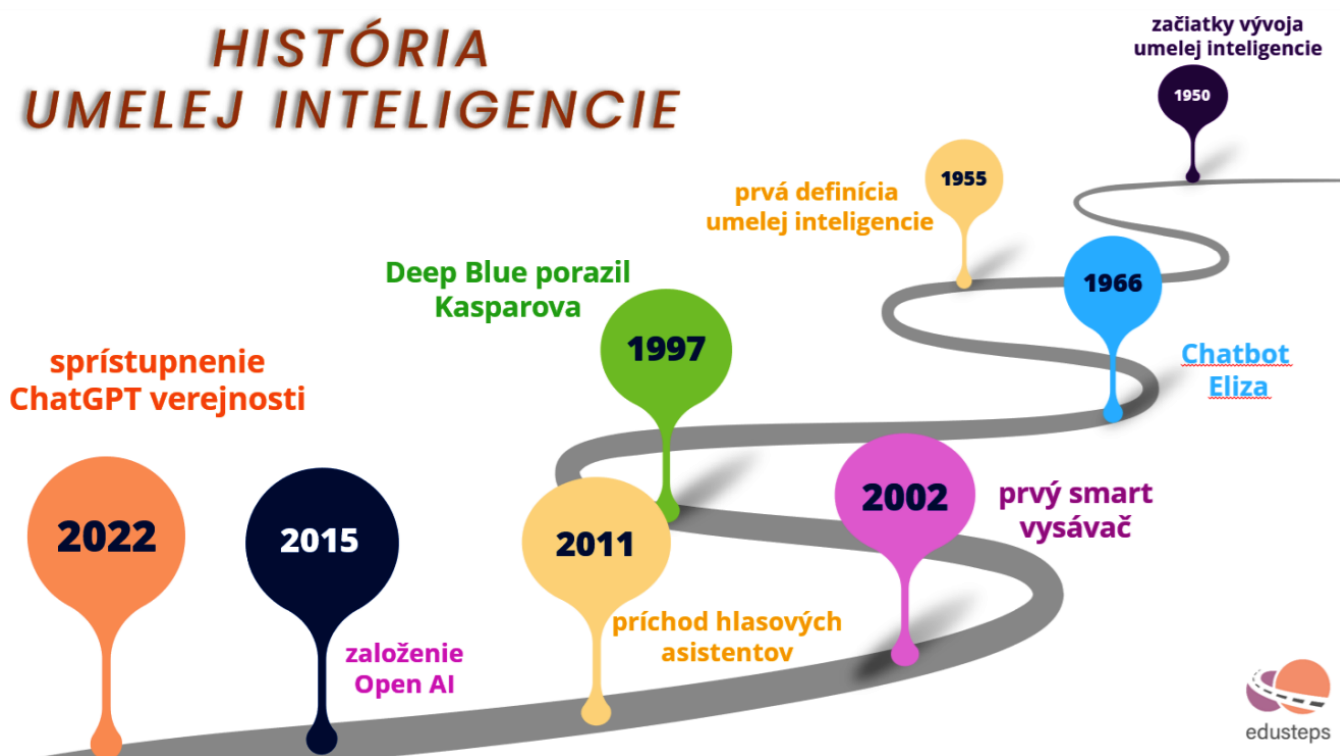 HISTÓRIA
UMELEJ INTELIGENCIE
začiatky vývoja
umelej inteligencie
1950
1955
prvá definícia
umelej inteligencie
1966
Chatbot
Eliza
Deep Blue porazil
Kasparova
1997
2002
prvý smart
vysávač
2011
príchod hlasových
asistentov
2015
založenie
Open AI
sprístupnenie
ChatGPT verejnosti
2022
edusteps